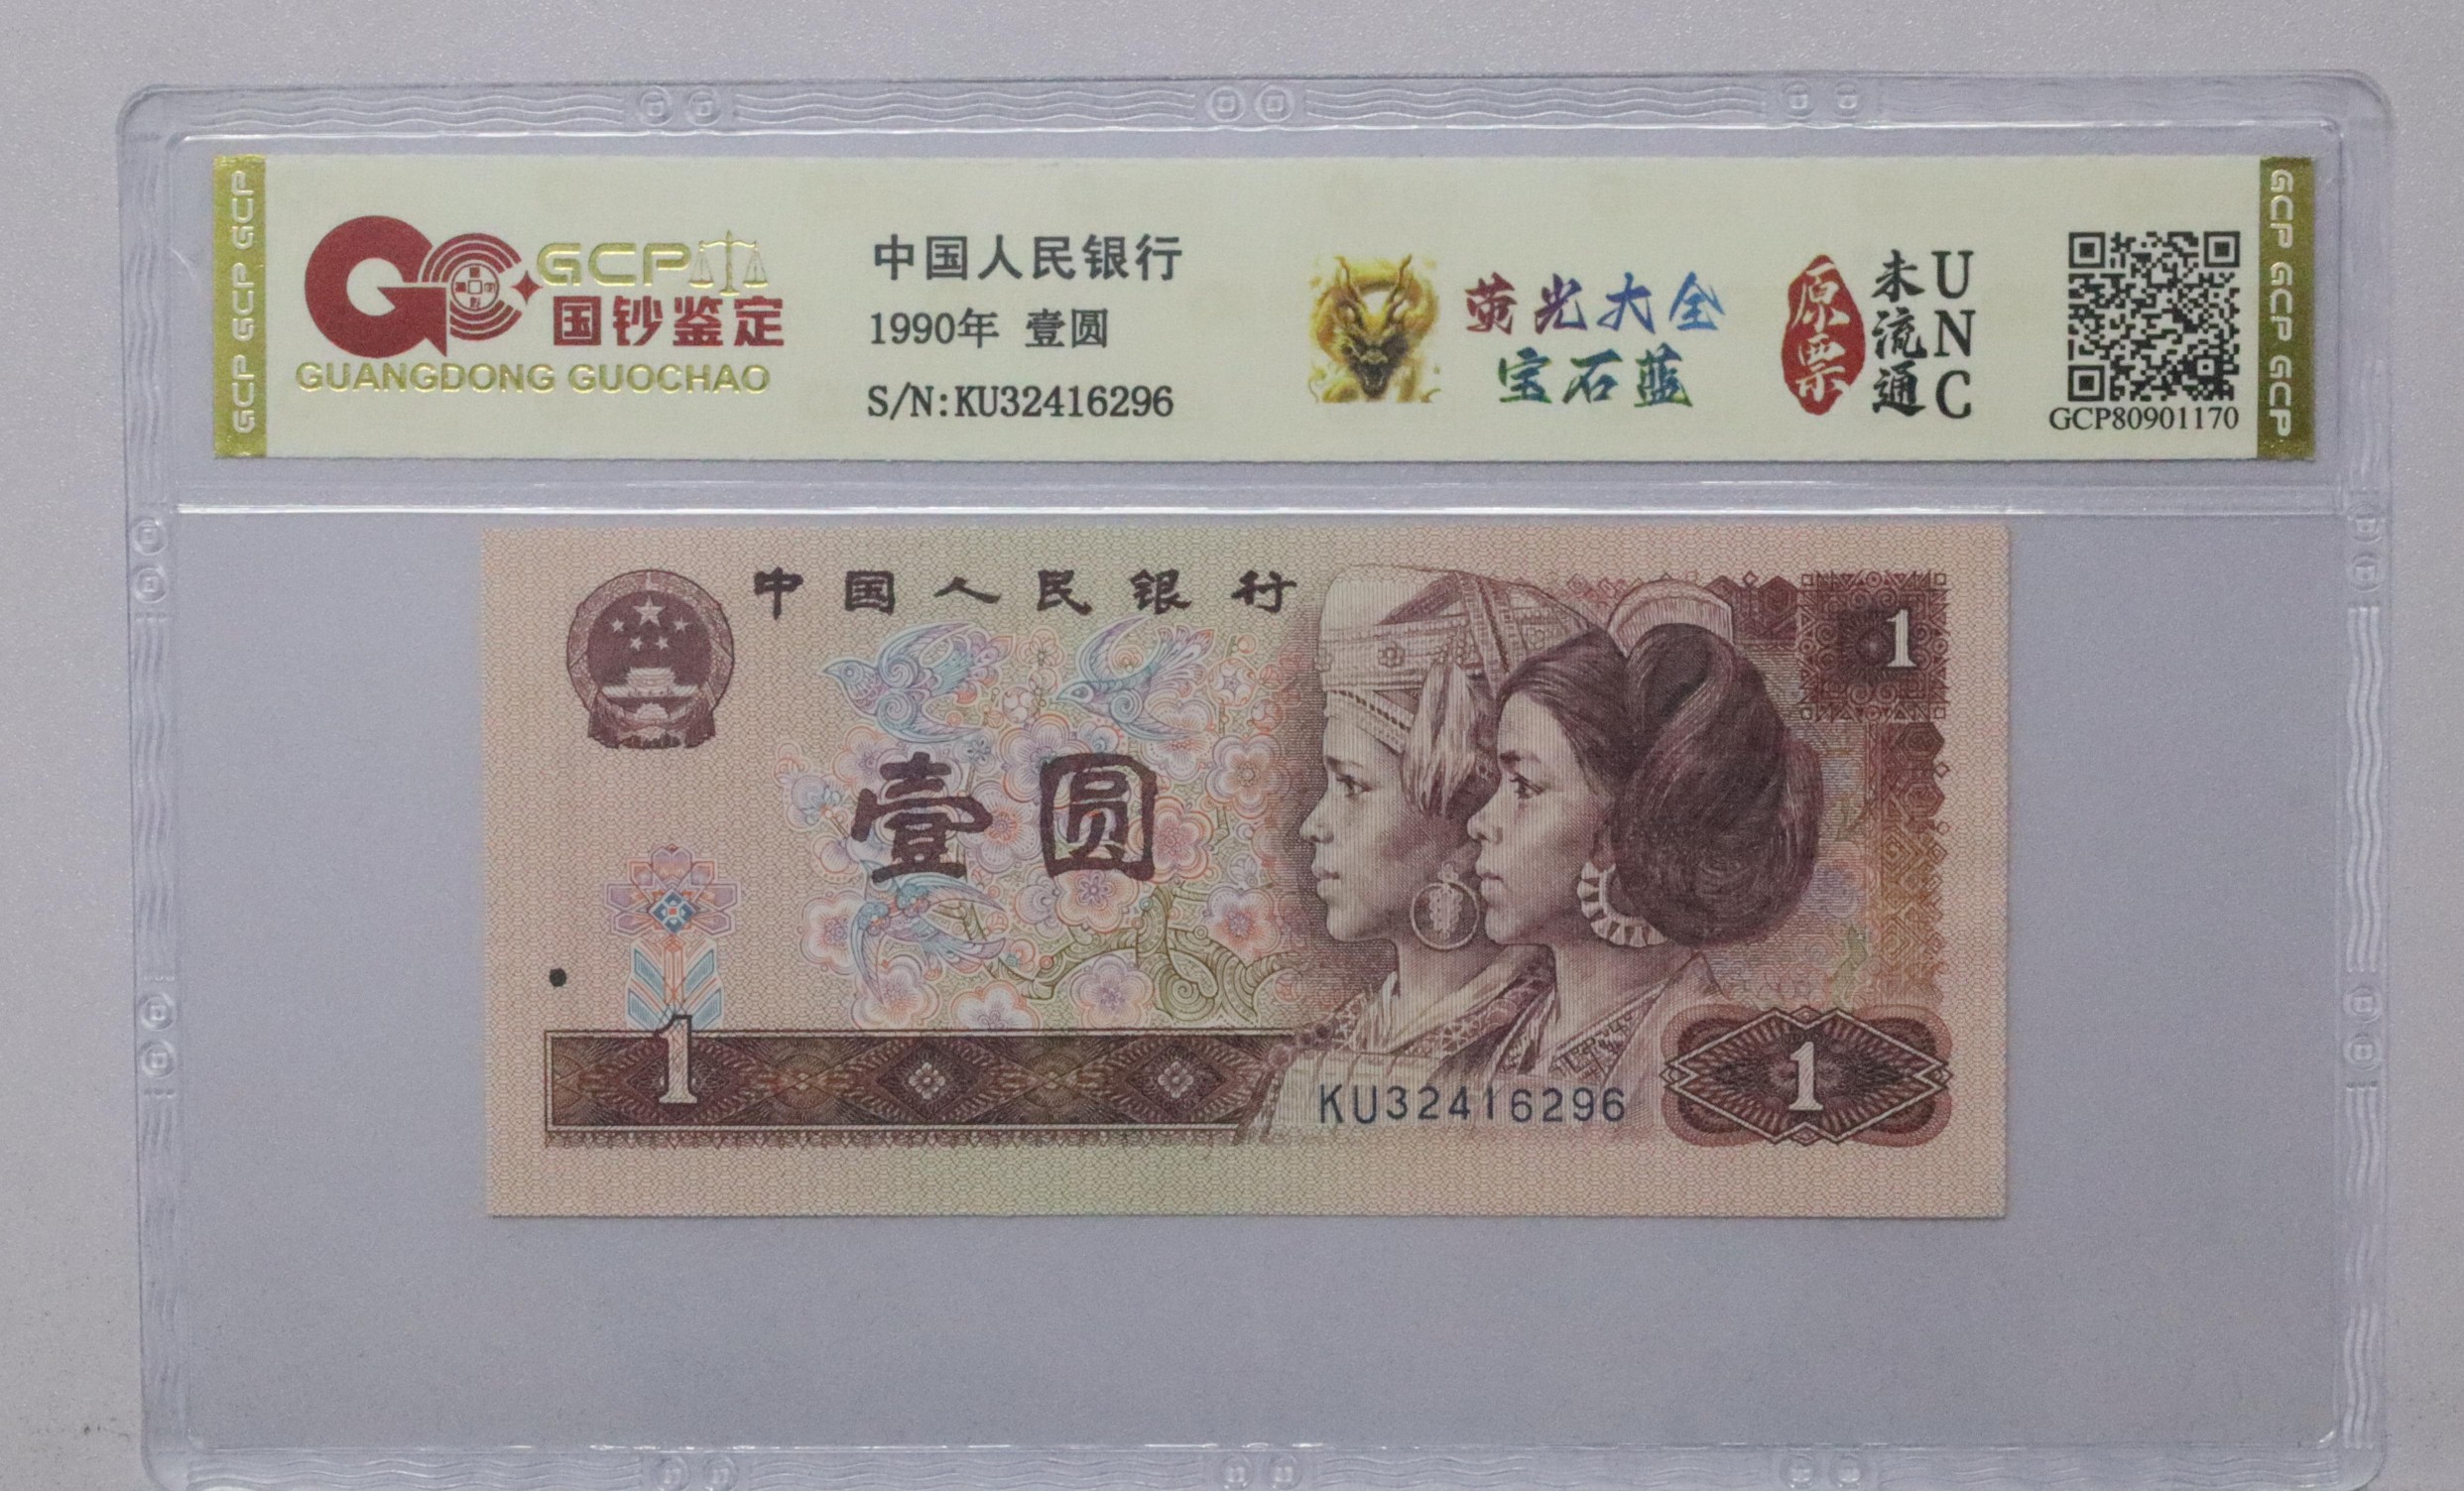 GCP GCP GCP
GCP
国钞鉴定
GUANGDONG GUOCHAO
中国人民银行
1990年 壹圆
S/N:KU32416296
荧光大全
宝石蓝
原票
未流通
UNC
GCP80901170
GCP GCP GCP
中国人民银行
1
壹圆
1
KU32416296
1